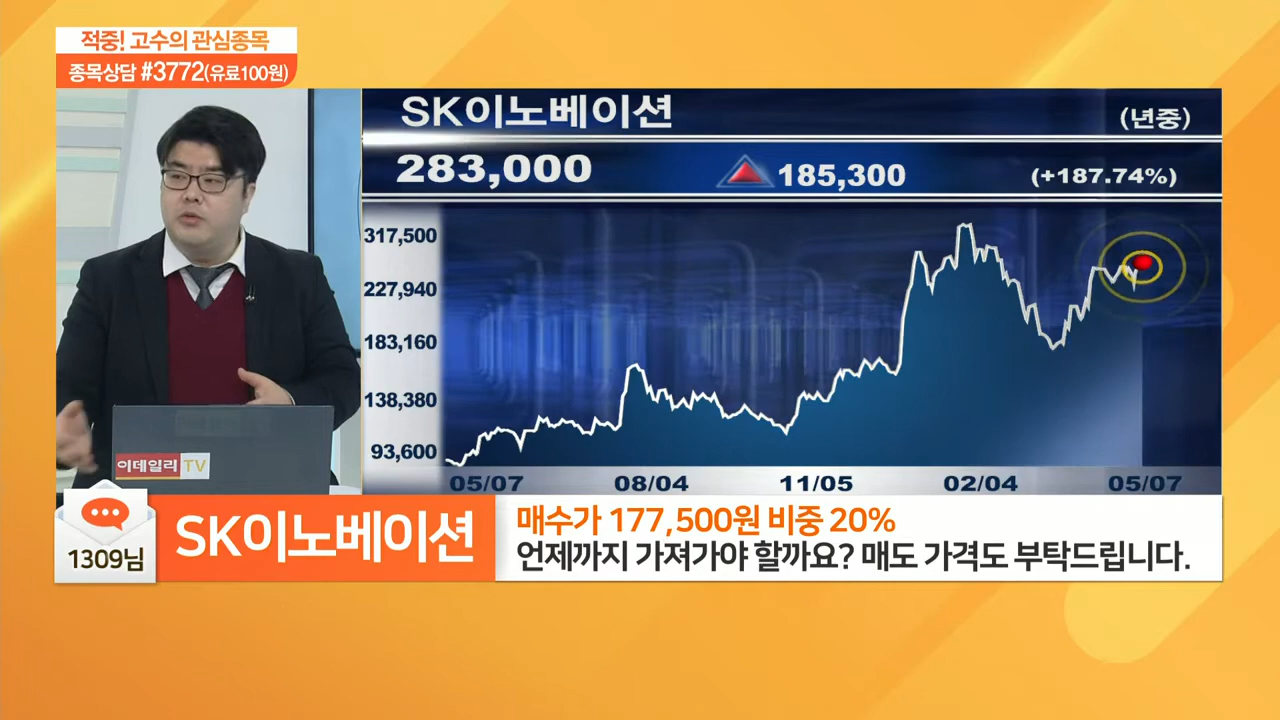 적중! 고수의 관심종목
종목상담 #3772(유료100원)
SK이노베이션
(년중)
283,000 185,300 (+187.74%)
317,500
227,940
183,160
138,380
93,600
05/07 08/04 11/05 02/04 05/07
이데일리TV
1309님
SK이노베이션
매수가 177,500원 비중 20%
언제까지 가져가야 할까요? 매도 가격도 부탁드립니다.